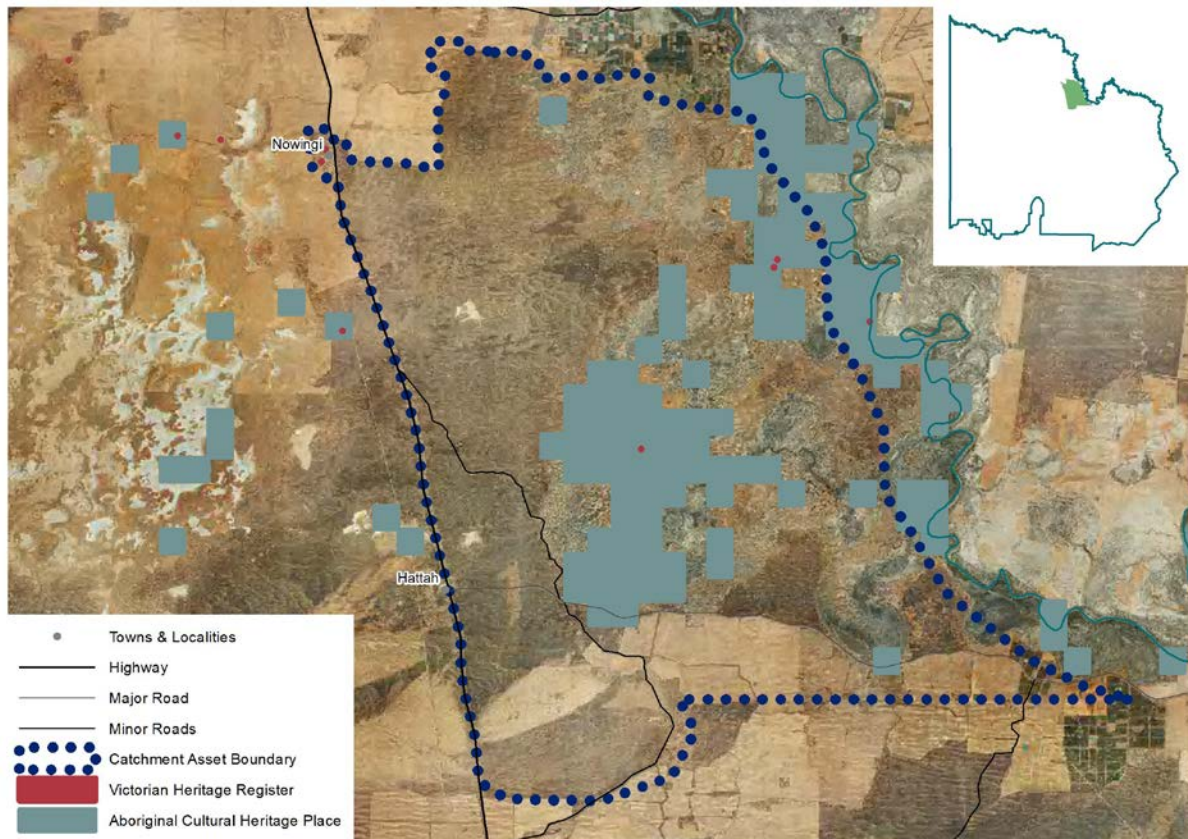 Nowingi
Hattah
Towns & Localities
Highway
Major Road
Minor Roads
Catchment Asset Boundary
Victorian Heritage Register
Aboriginal Cultural Heritage Place